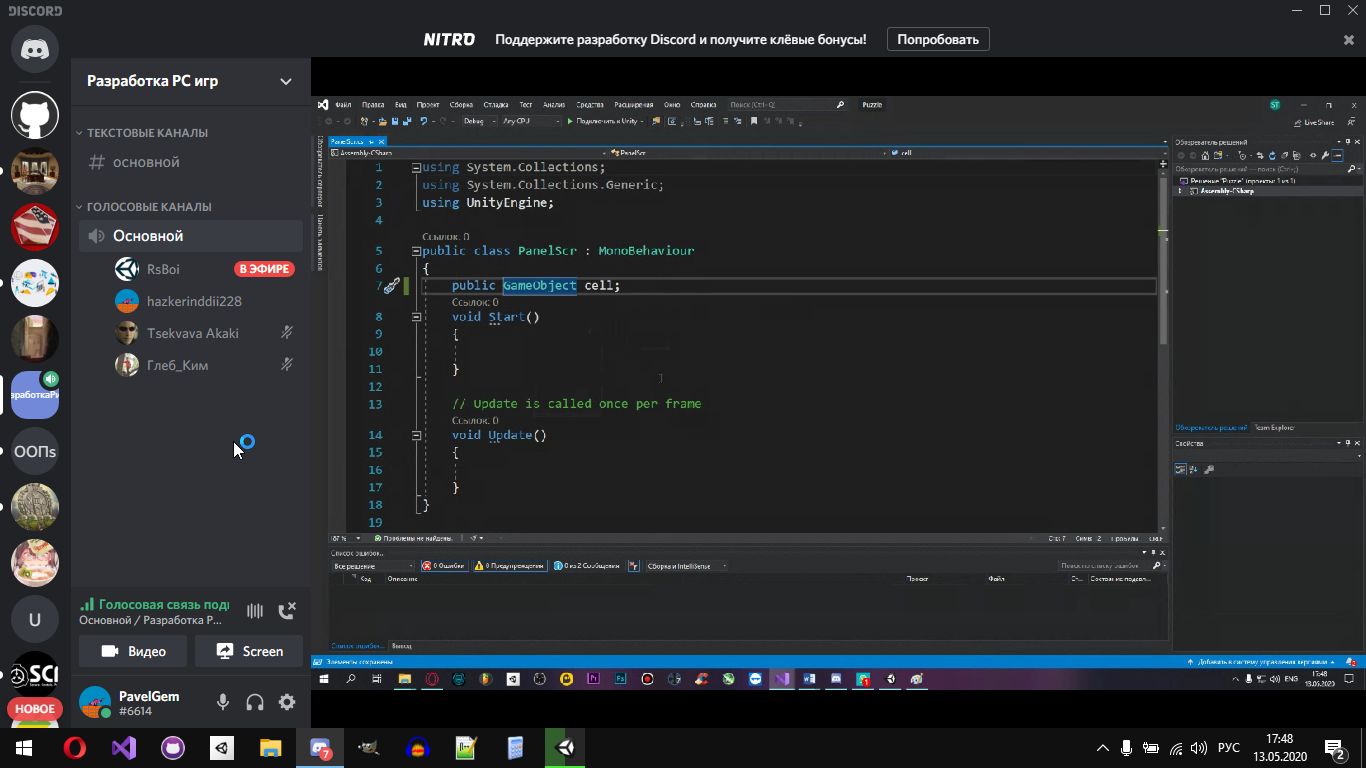 DISCORD
NITRO Поддержите разработку Discord и получите клёвые бонусы! Попробовать
Разработка PC игр
ТЕКСТОВЫЕ КАНАЛЫ
# основной
ГОЛОСОВЫЕ КАНАЛЫ
Основной
RsBoi В ЭФИРЕ
hazkerinddii228
Tsekvava Akaki
Глеб_Ким
ООПs
U
SCI
НОВОЕ
Голосовая связь подк
Основной / Разработка P...
Видео Screen
PavelGem
#6614
Файл Правка Вид Проект Сборка Отладка Тест Анализ Средства Расширения Окно Справка Поиск (Ctrl+Q) Puzzle
ST
Debug Any CPU Подключиться к Unity Live Share
PanelScr.cs
Assembly-CSharp PanelScr cell
1 using System.Collections;
2 using System.Collections.Generic;
3 using UnityEngine;
4
Ссылок: 0
5 public class PanelScr : MonoBehaviour
6 {
7 public GameObject cell;
Ссылок: 0
8 void Start()
9 {
10
11 }
12
13 // Update is called once per frame
Ссылок: 0
14 void Update()
15 {
16
17 }
18 }
19
Обозреватель решений
Обозреватель решений — поиск (Ctrl+;)
Решение "Puzzle" (проекты: 1 из 1)
Assembly-CSharp
Обозреватель решений Team Explorer
Свойства
Проблемы не найдены.
Список ошибок...
Все решение 0 Ошибки 0 Предупреждения 0 из 2 Сообщения Сборка и IntelliSense Поиск по списку ошибок
Код Описание Проект Файл Ст... Состояние подавл...
Список ошибок... Вывод
Элементы сохранены Добавить в систему управления версиями
ENG 17:48
13.05.2020
7
РУС 17:48
13.05.2020
2